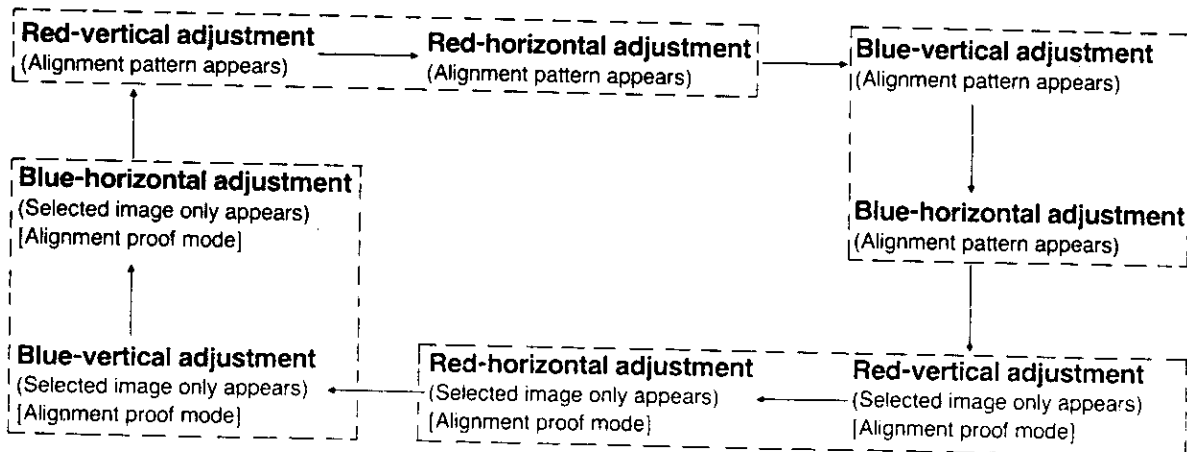 Red-vertical adjustment
(Alignment pattern appears)
Red-horizontal adjustment
(Alignment pattern appears)
Blue-vertical adjustment
(Alignment pattern appears)
Blue-horizontal adjustment
(Alignment pattern appears)
Red-vertical adjustment
(Selected image only appears)
[Alignment proof mode]
Red-horizontal adjustment
(Selected image only appears)
[Alignment proof mode]
Blue-vertical adjustment
(Selected image only appears)
[Alignment proof mode]
Blue-horizontal adjustment
(Selected image only appears)
[Alignment proof mode]